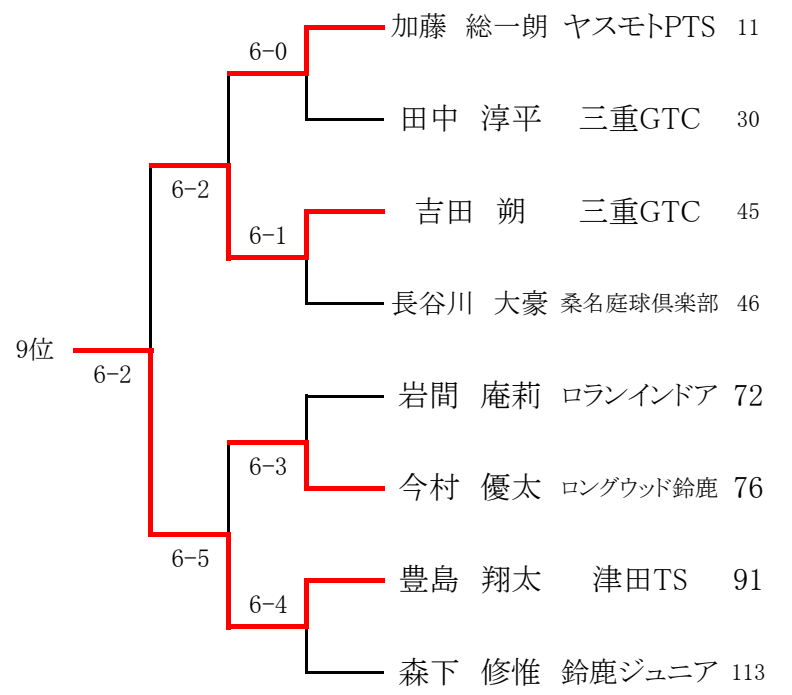 加藤 総一朗 ヤスモトPTS 11
6-0
田中 淳平 三重GTC 30
6-2
吉田 朔 三重GTC 45
6-1
長谷川 大豪 桑名庭球倶楽部 46
9位
6-2
岩間 庵莉 ロランインドア 72
6-3
今村 優太 ロングウッド鈴鹿 76
6-5
豊島 翔太 津田TS 91
6-4
森下 修惟 鈴鹿ジュニア 113